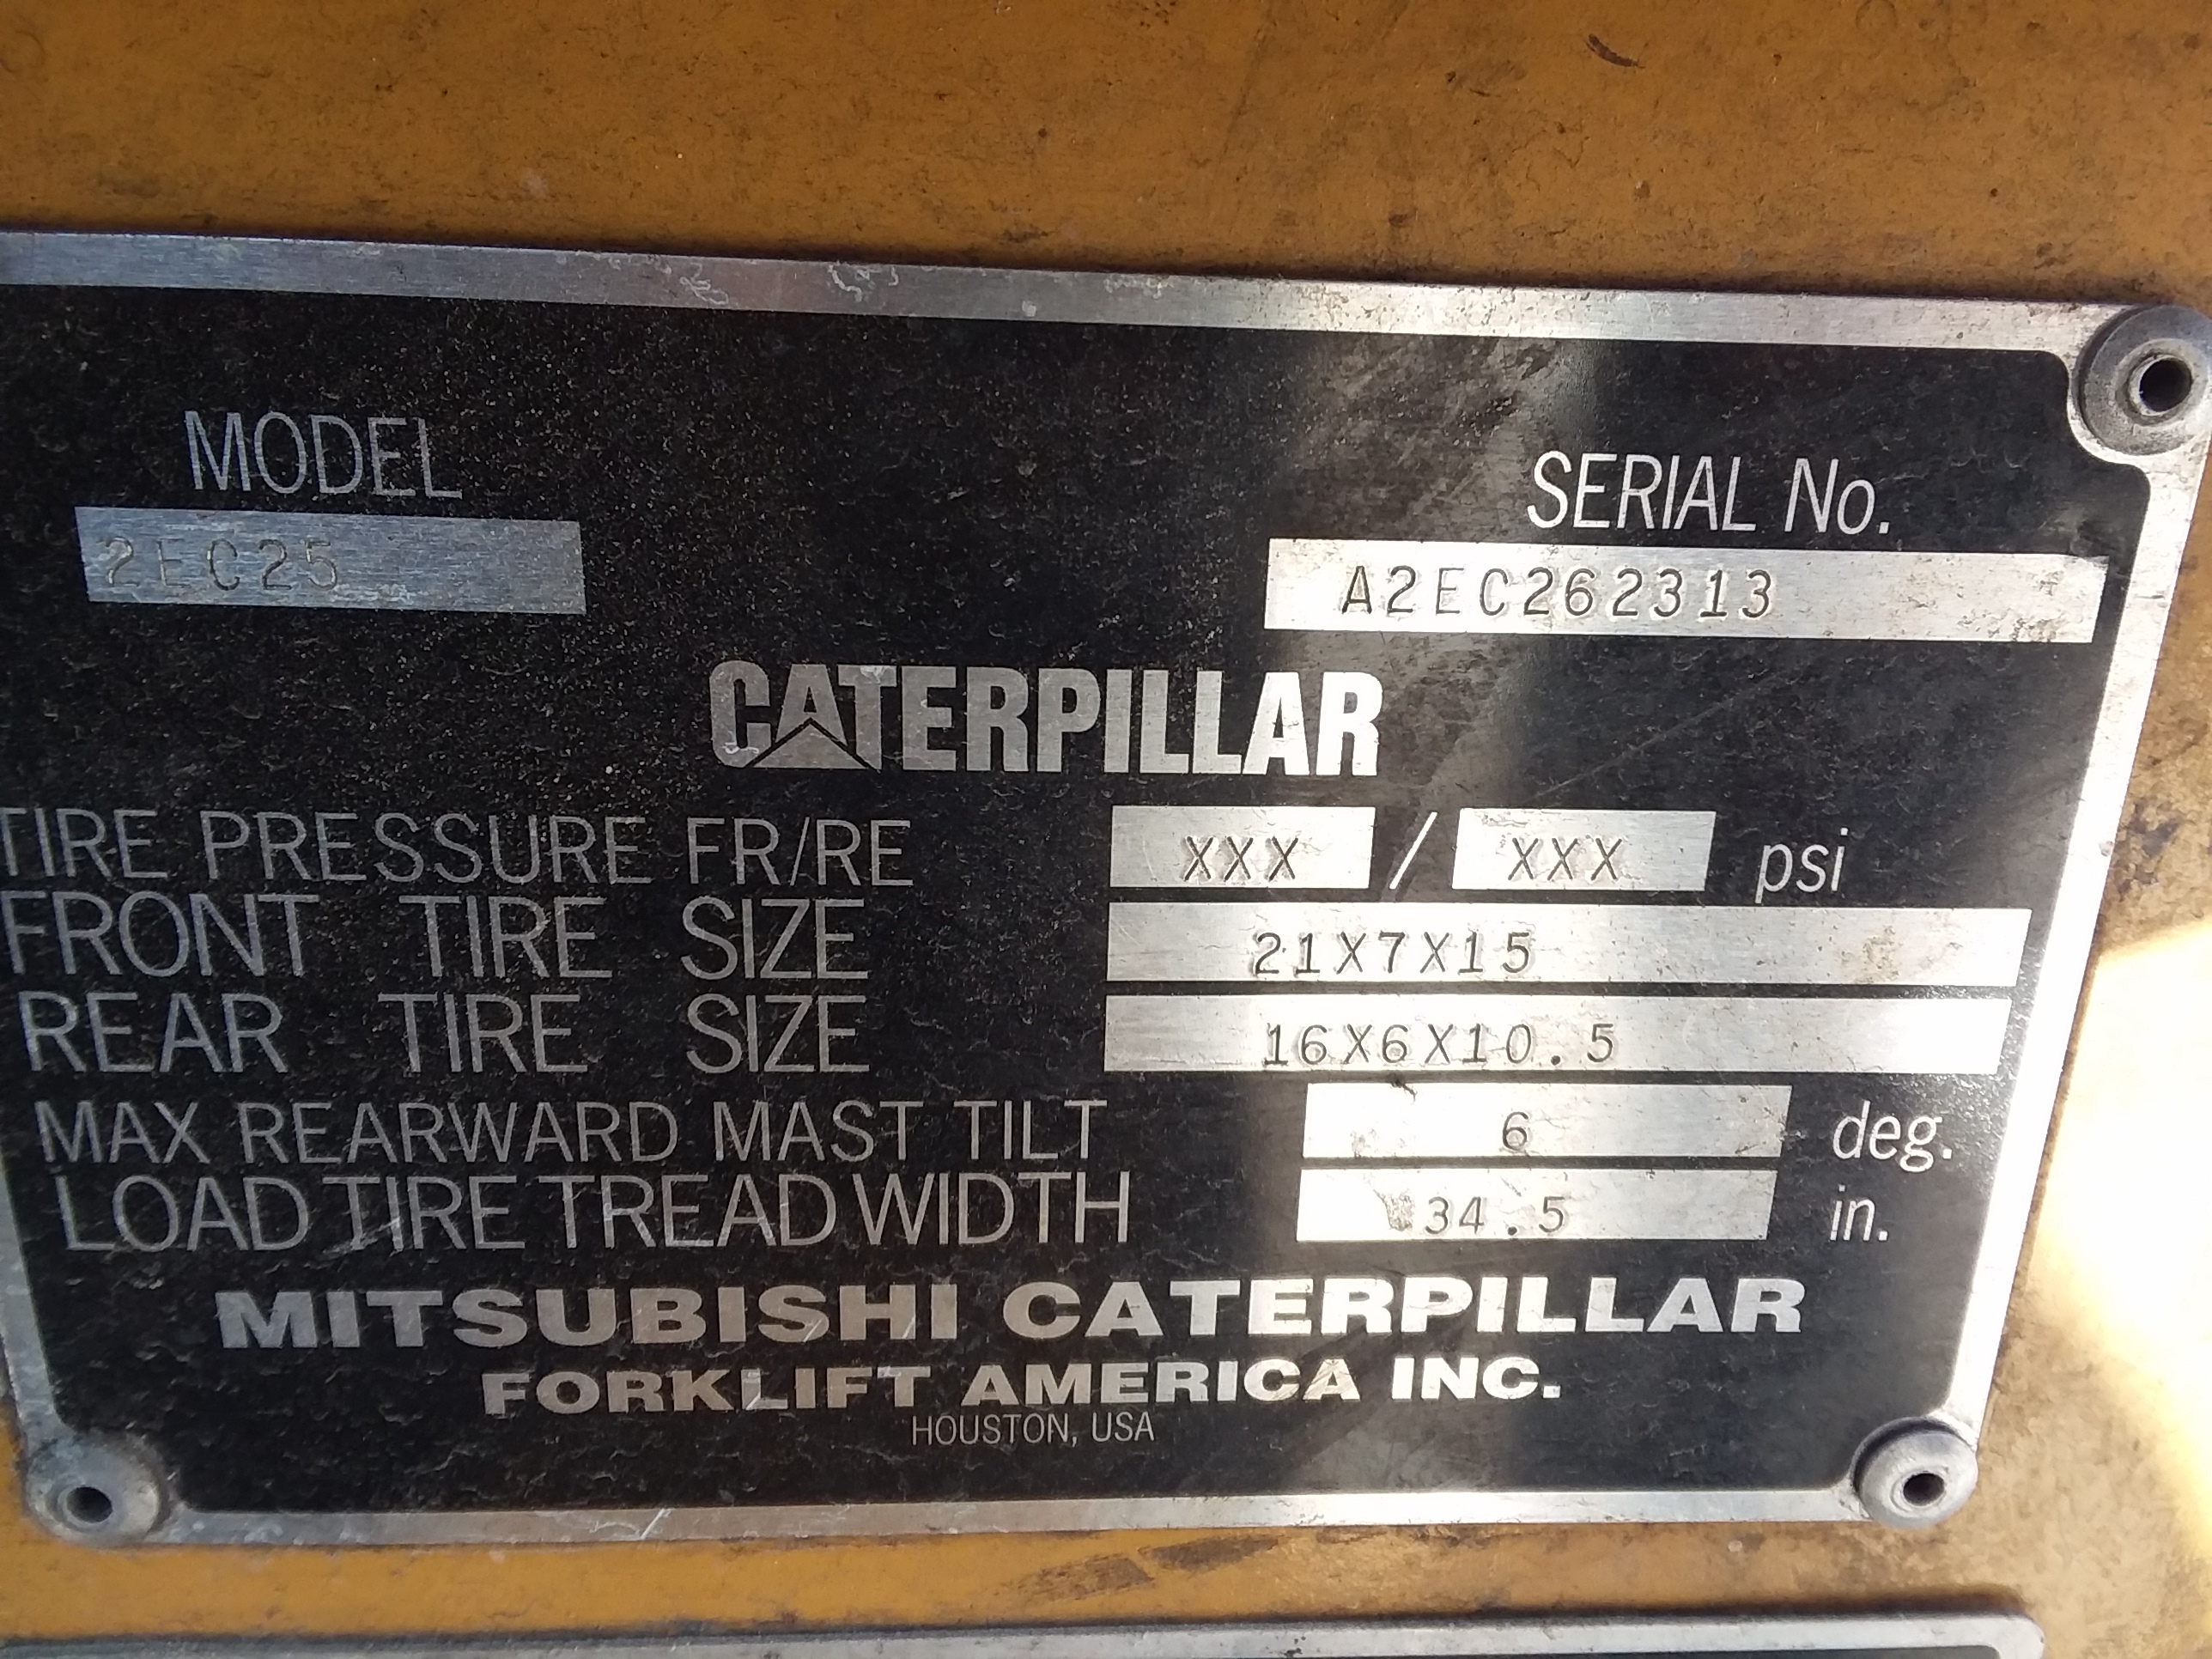 MODEL
SERIAL No.
2EC25
A2EC262313
CATERPILLAR
TIRE PRESSURE FR/RE XXX / XXX psi
FRONT TIRE SIZE 21X7X15
REAR TIRE SIZE 16X6X10.5
MAX REARWARD MAST TILT 6 deg.
LOAD TIRE TREAD WIDTH 34.5 in.
MITSUBISHI CATERPILLAR
FORKLIFT AMERICA INC.
HOUSTON, USA